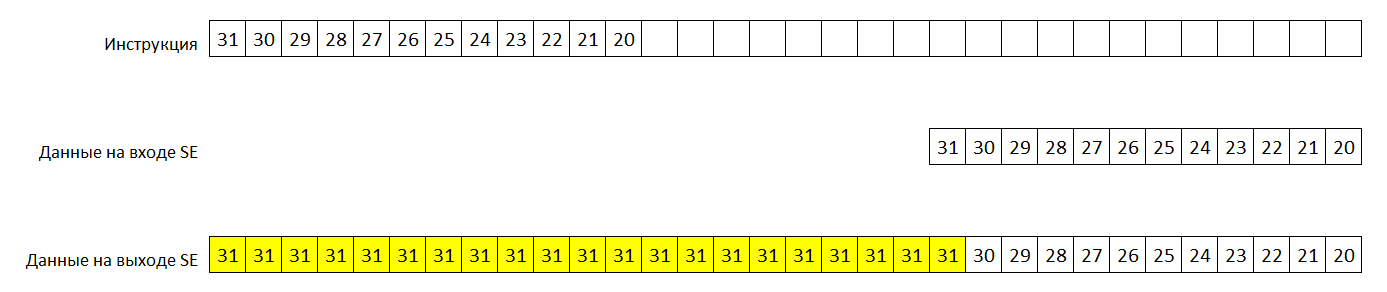 Инструкция 31 30 29 28 27 26 25 24 23 22 21 20
Данные на входе SE 31 30 29 28 27 26 25 24 23 22 21 20
Данные на выходе SE 31 31 31 31 31 31 31 31 31 31 31 31 31 31 31 31 31 31 31 31 31 30 29 28 27 26 25 24 23 22 21 20